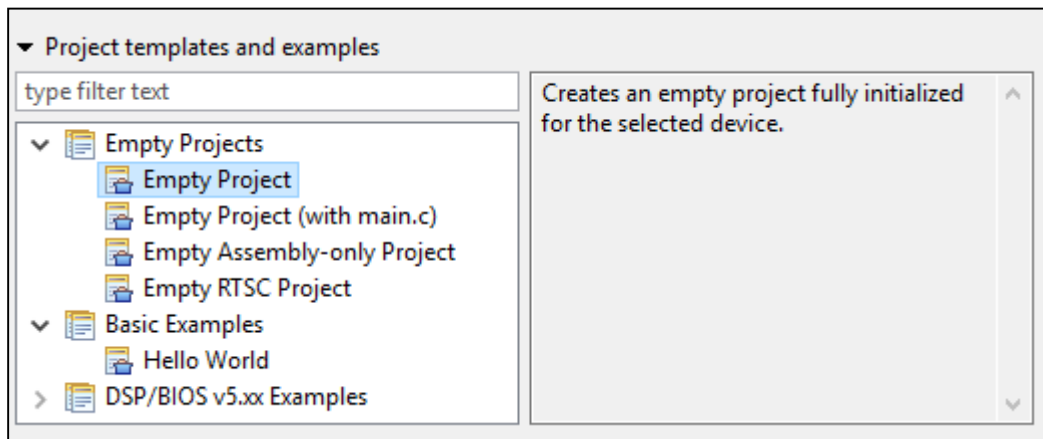 Project templates and examples
type filter text
Empty Projects
Empty Project
Empty Project (with main.c)
Empty Assembly-only Project
Empty RTSC Project
Basic Examples
Hello World
DSP/BIOS v5.xx Examples
Creates an empty project fully initialized
for the selected device.